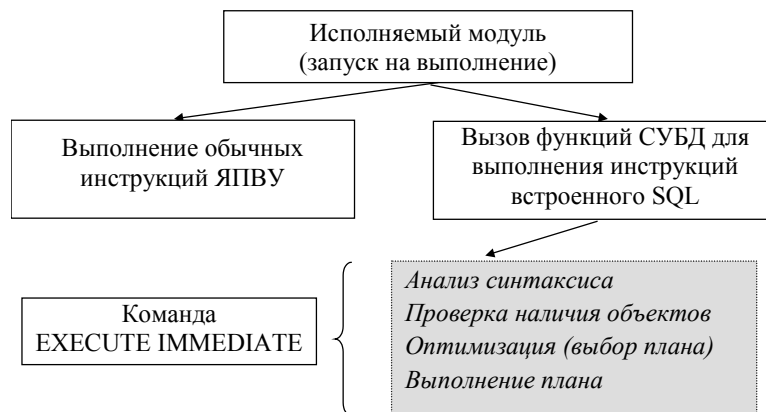 Исполняемый модуль
(запуск на выполнение)
Выполнение обычных
инструкций ЯПВУ
Вызов функций СУБД для
выполнения инструкций
встроенного SQL
Команда
EXECUTE IMMEDIATE
Анализ синтаксиса
Проверка наличия объектов
Оптимизация (выбор плана)
Выполнение плана